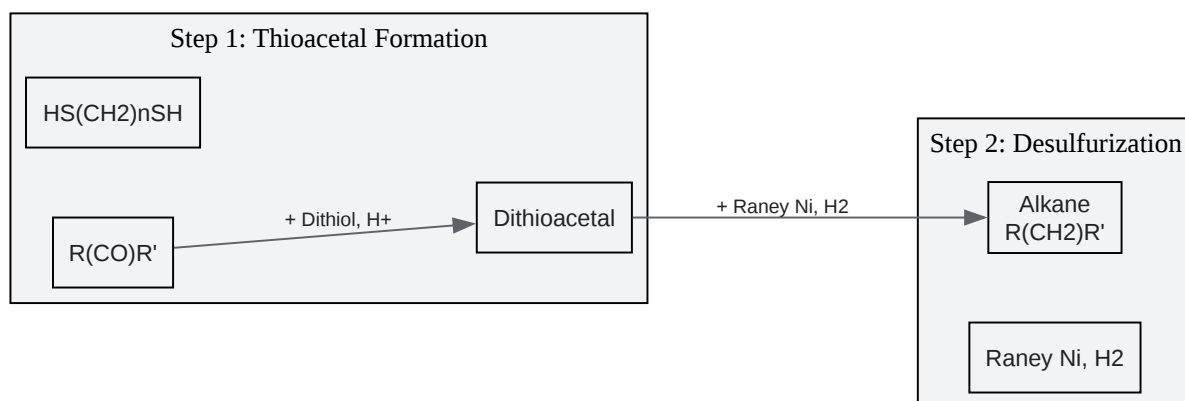 Step 1: Thioacetal Formation
HS(CH2)nSH
R(CO)R'
+ Dithiol, H+
Dithioacetal
+ Raney Ni, H2
Step 2: Desulfurization
Alkane
R(CH2)R'
Raney Ni, H2